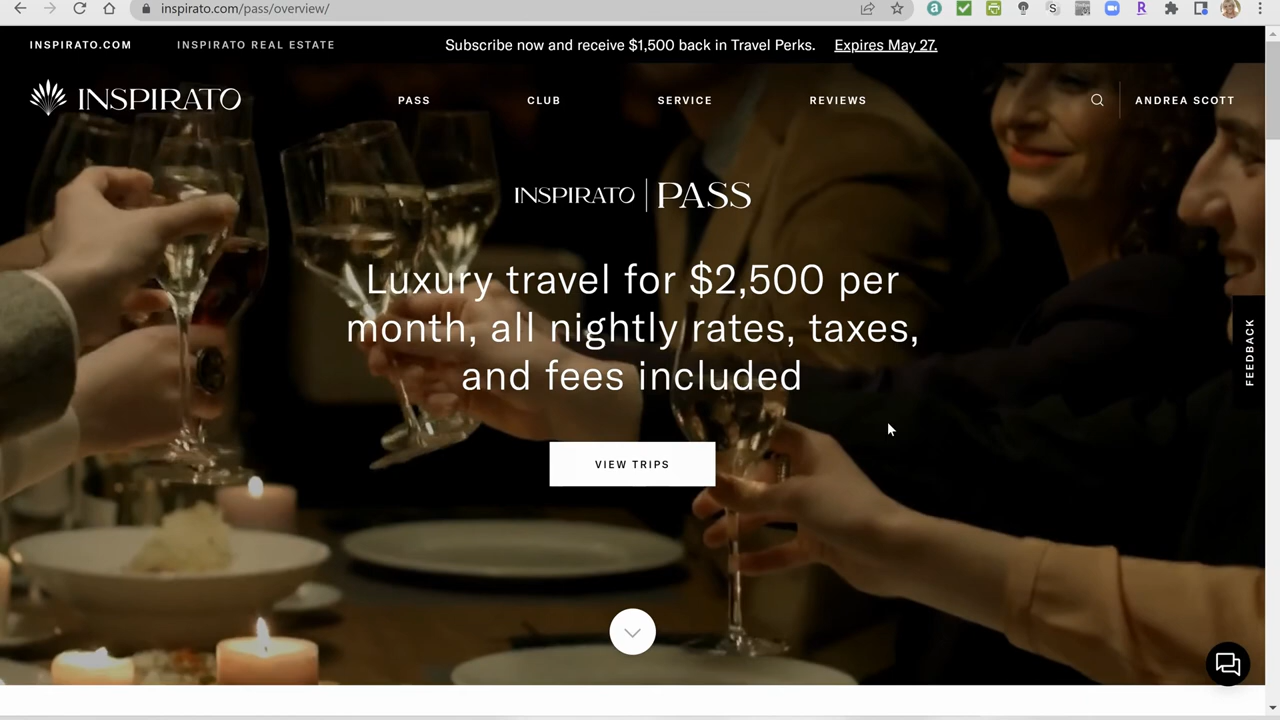 inspirato.com/pass/overview/
INSPIRATO.COM
INSPIRATO REAL ESTATE
Subscribe now and receive $1,500 back in Travel Perks. Expires May 27.
INSPIRATO
PASS
CLUB
SERVICE
REVIEWS
ANDREA SCOTT
INSPIRATO | PASS
Luxury travel for $2,500 per
month, all nightly rates, taxes,
and fees included
FEEDBACK
VIEW TRIPS